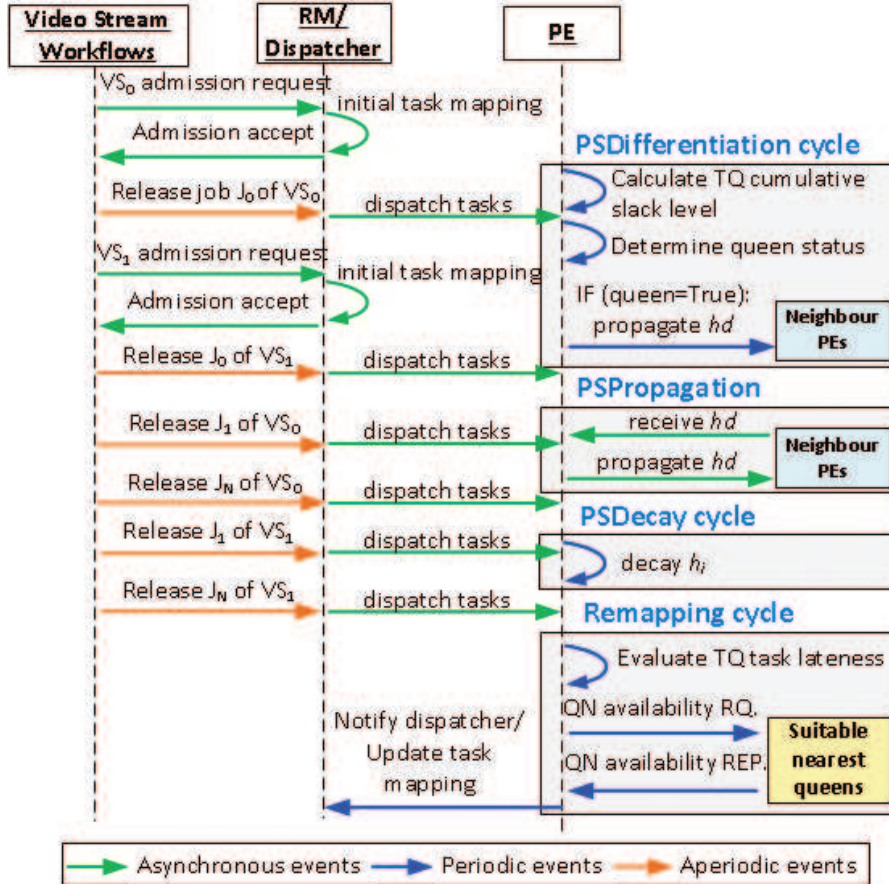 Video Stream
Workflows
RM/
Dispatcher
PE
VS₀ admission request
initial task mapping
Admission accept
PSDifferentiation cycle
Calculate TQ cumulative
slack level
Release job J₀ of VS₀
dispatch tasks
Determine queen status
VS₁ admission request
initial task mapping
Admission accept
IF (queen=True):
propagate hd
Neighbour
PEs
Release J₀ of VS₁
dispatch tasks
PSPropagation
receive hd
Release J₁ of VS₀
dispatch tasks
propagate hd
Neighbour
PEs
Release Jɴ of VS₀
dispatch tasks
PSDecay cycle
Release J₁ of VS₁
dispatch tasks
decay hᵢ
Release Jɴ of VS₁
dispatch tasks
Remapping cycle
Evaluate TQ task lateness
QN availability RQ.
Notify dispatcher/
Update task
mapping
QN availability REP.
Suitable
nearest
queens
Asynchronous events
Periodic events
Aperiodic events